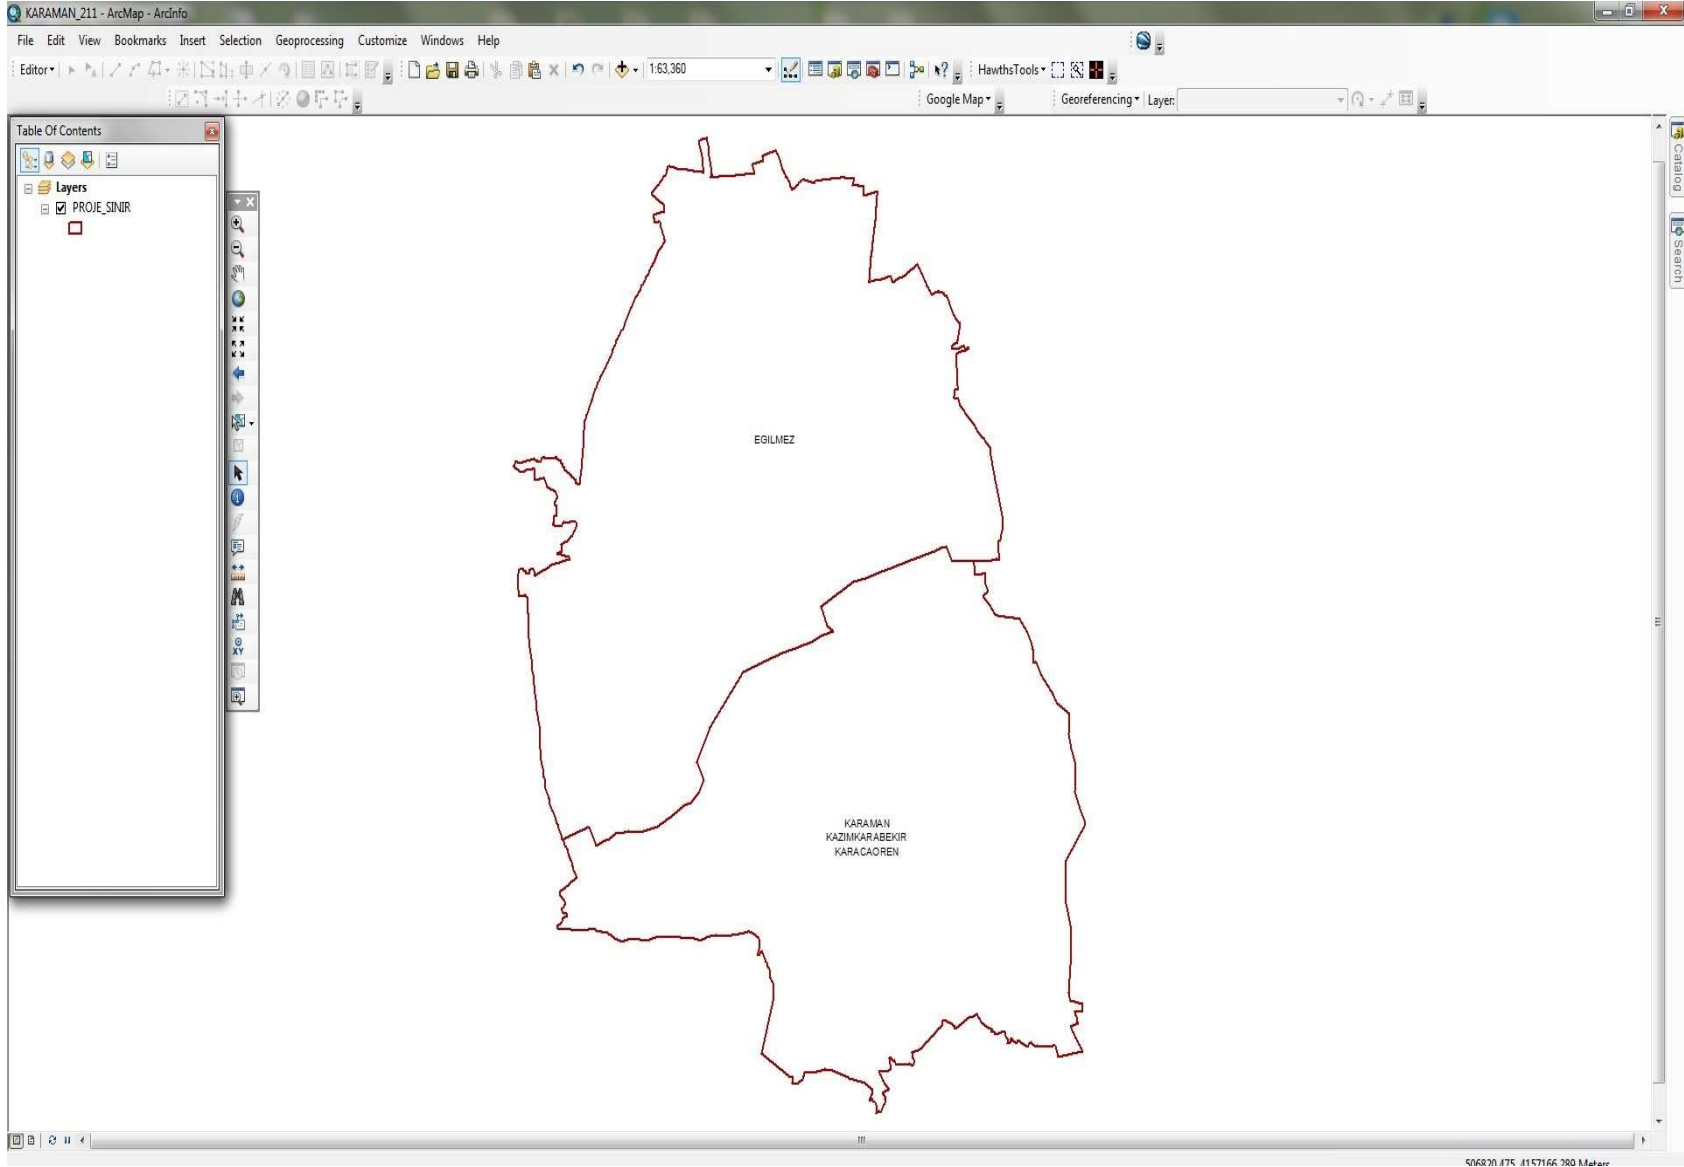 KARAMAN_211 - ArcMap - ArcInfo
File Edit View Bookmarks Insert Selection Geoprocessing Customize Windows Help
Editor 1:63,360 HawthsTools
Google Map Georeferencing Layer:
Table Of Contents
Layers
PROJE_SINIR
XY
Catalog
Search
EGILMEZ
KARAMAN
KAZIMKARABEKIR
KARACAOREN
506820,475 4157166,289 Meters